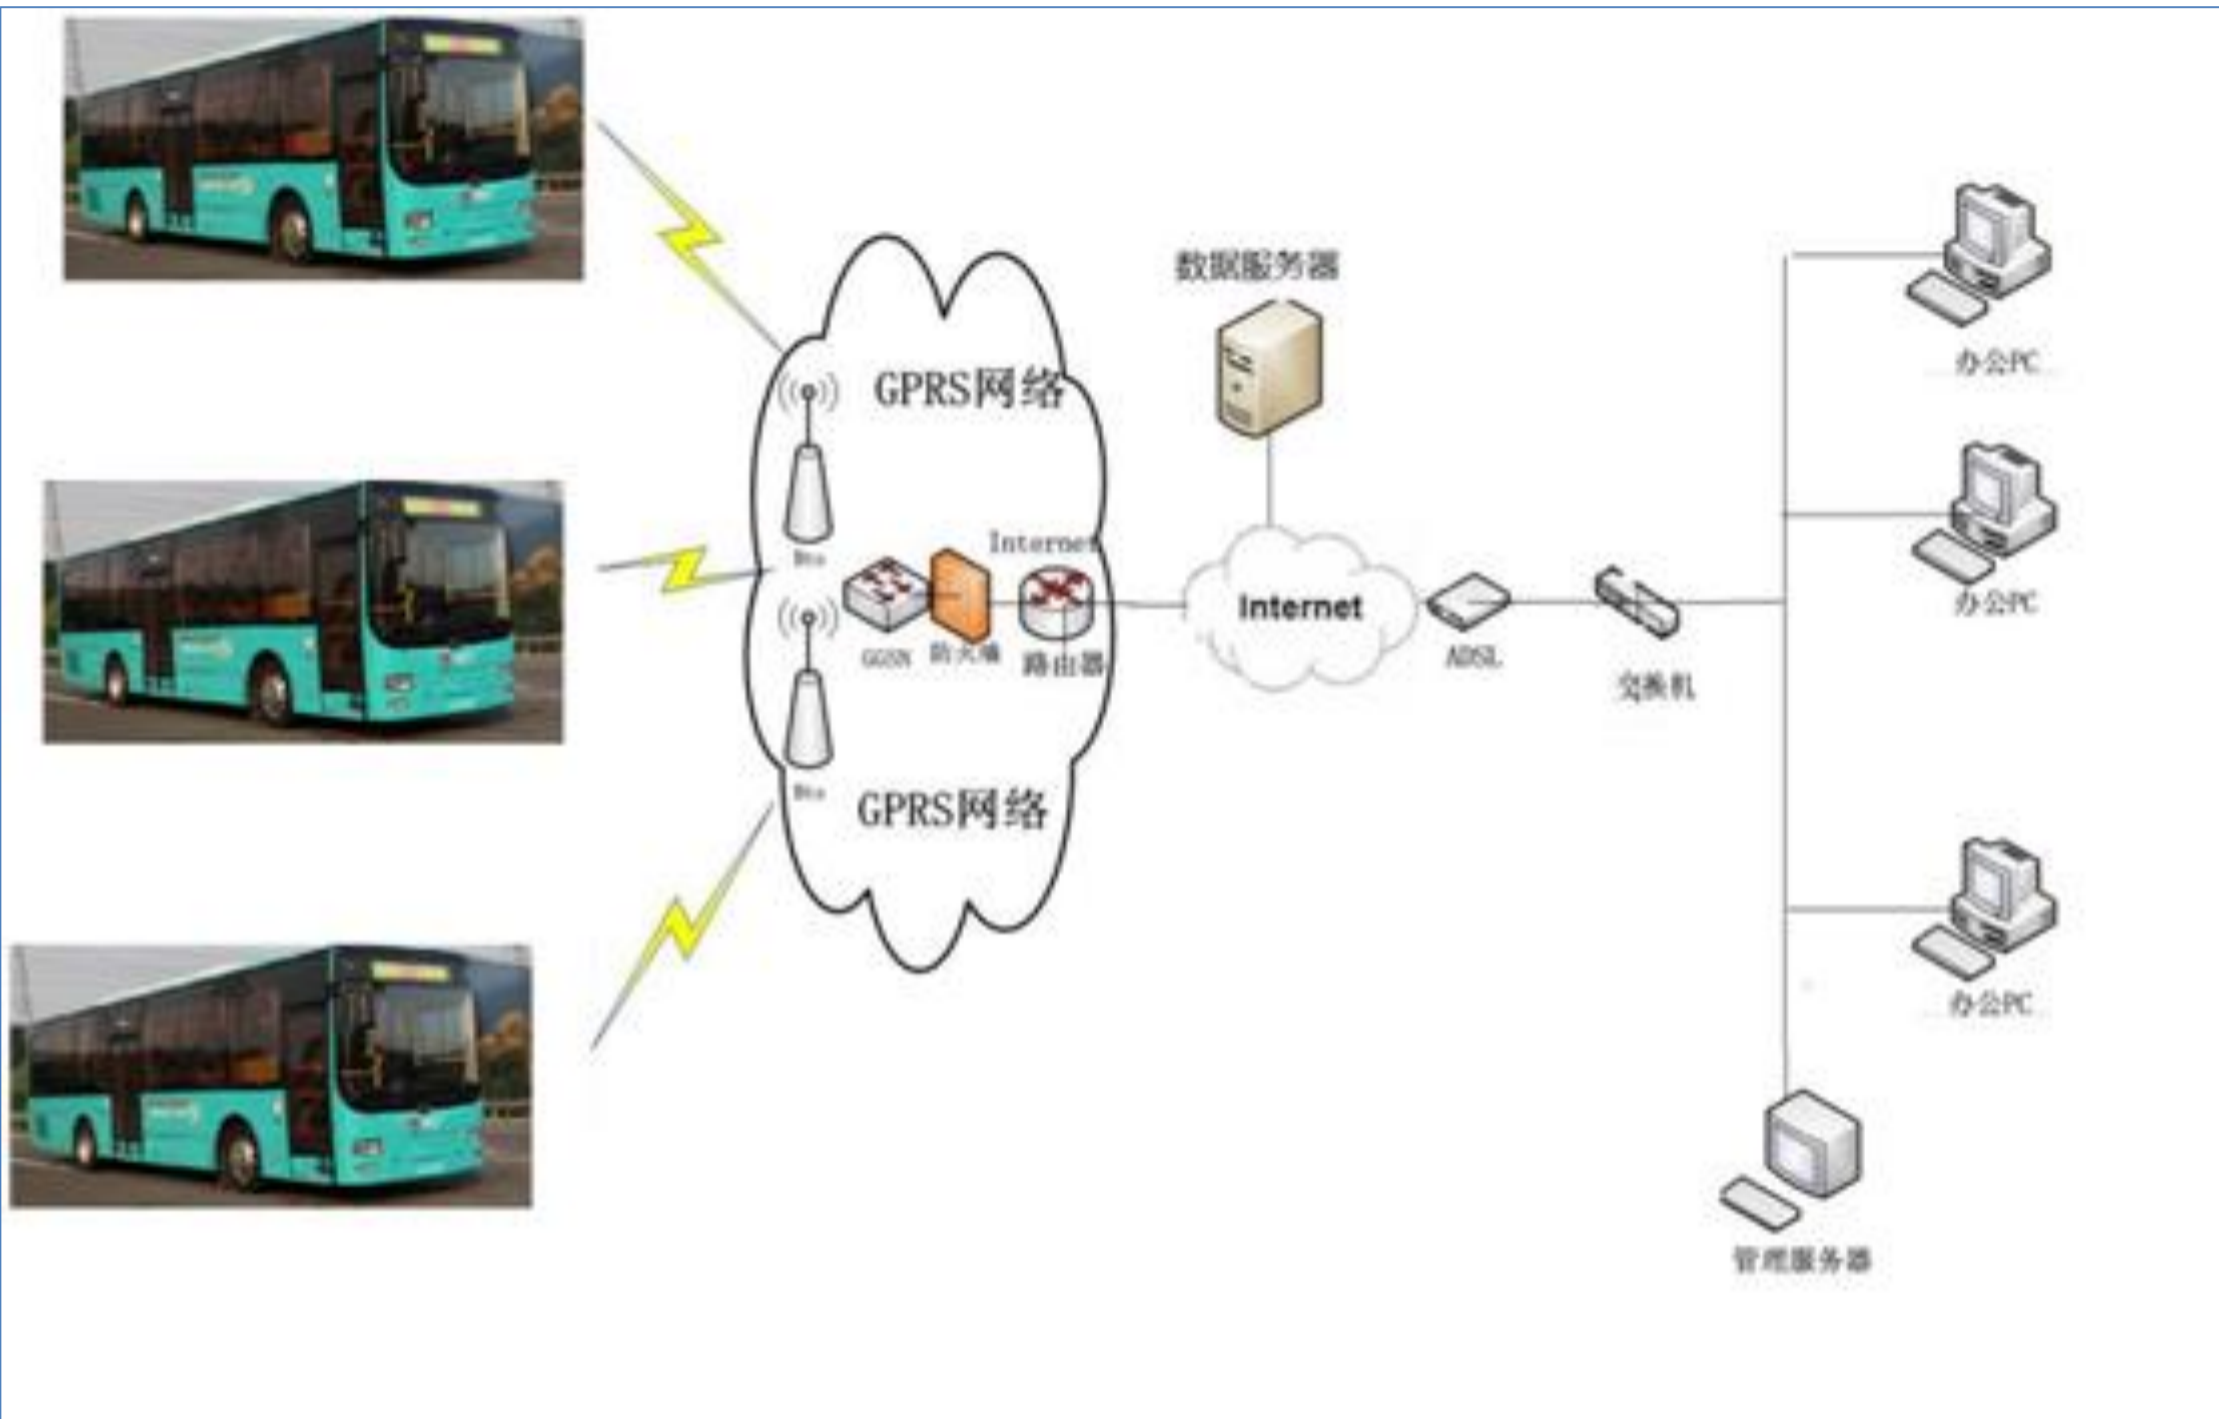 数据服务器
GPRS网络
办公PC
Internet
Internet
GGSN
防火墙
路由器
ADSL
交换机
办公PC
GPRS网络
办公PC
管理服务器